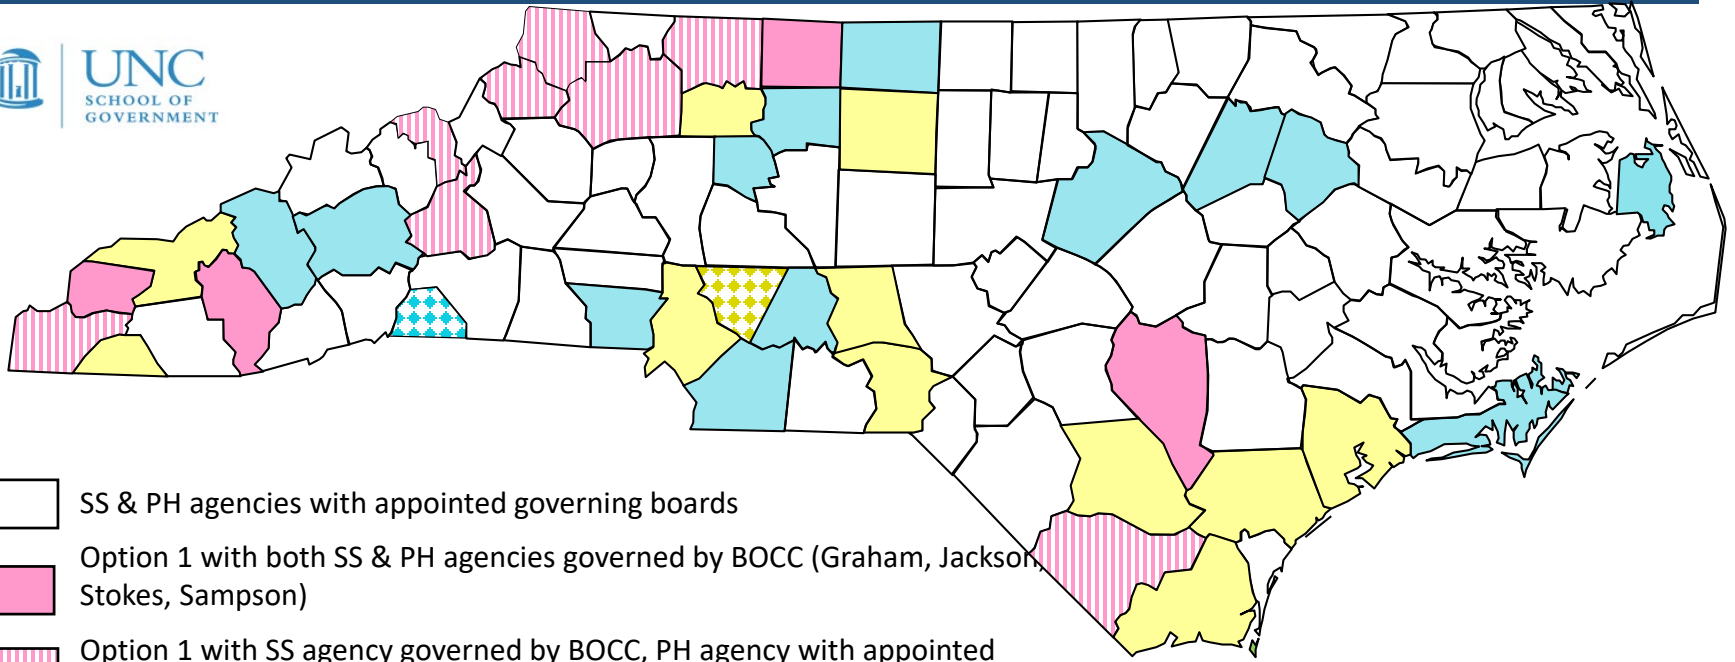 UNC
SCHOOL OF
GOVERNMENT
SS & PH agencies with appointed governing boards
Option 1 with both SS & PH agencies governed by BOCC (Graham, Jackson,
Stokes, Sampson)
Option 1 with SS agency governed by BOCC, PH agency with appointed